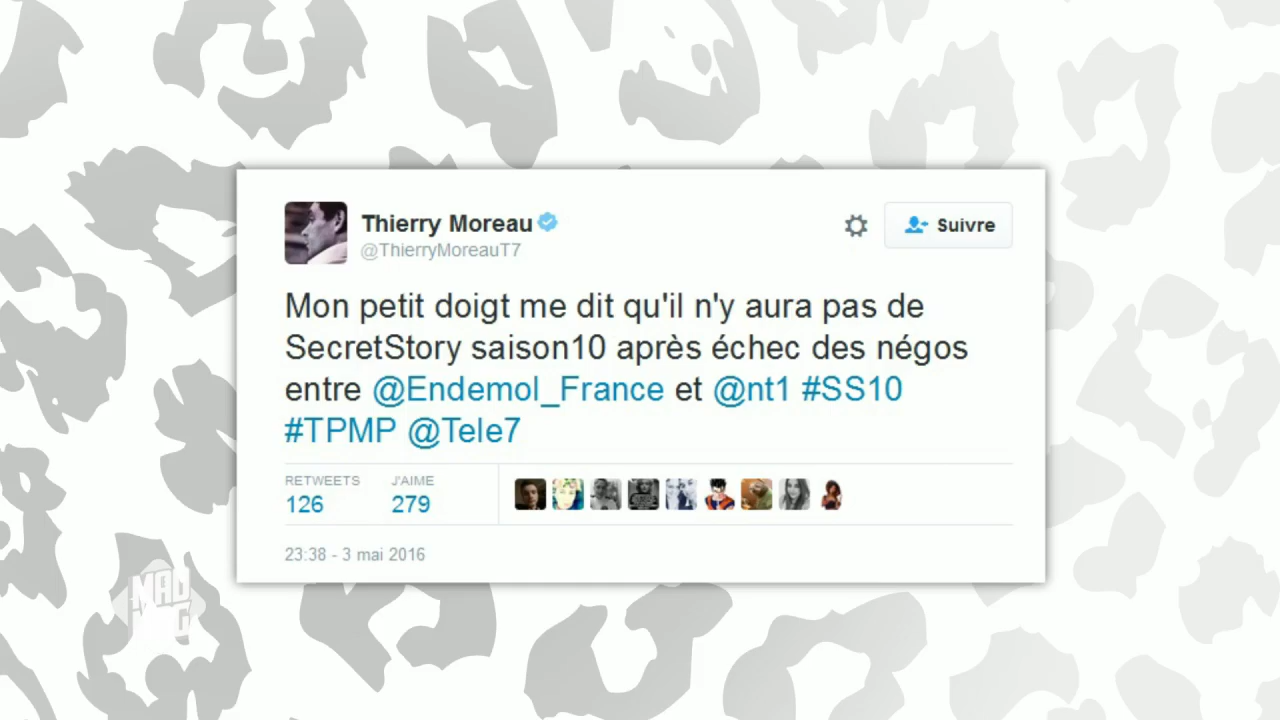 Thierry Moreau
@ThierryMoreauT7
Suivre
Mon petit doigt me dit qu'il n'y aura pas de
SecretStory saison10 après échec des négos
entre @Endemol_France et @nt1 #SS10
#TPMP @Tele7
RETWEETS J'AIME
126 279
23:38 - 3 mai 2016
MAD